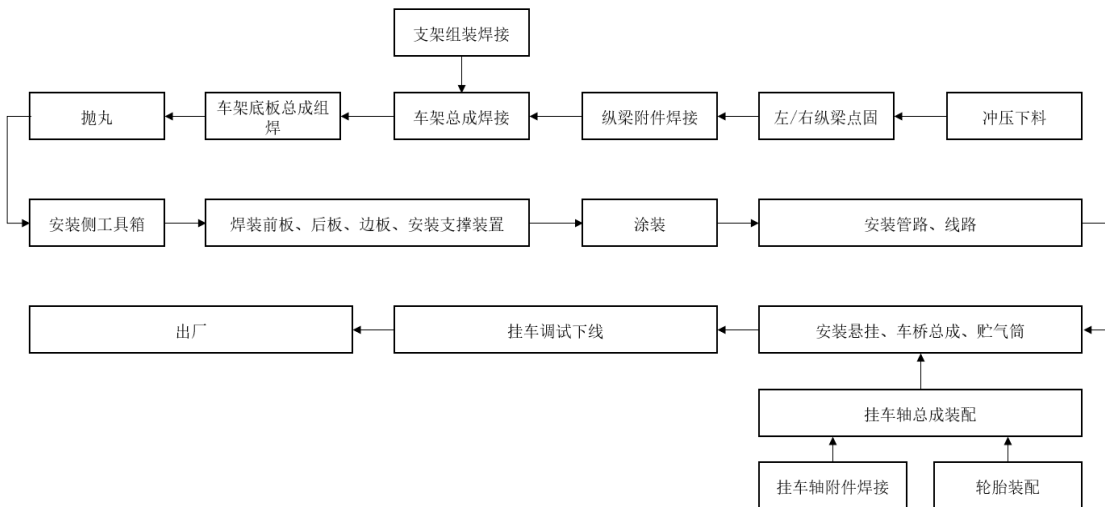 支架组装焊接
抛丸
车架底板总成组
焊
车架总成焊接
纵梁附件焊接
左/右纵梁点固
冲压下料
安装侧工具箱
焊装前板、后板、边板、安装支撑装置
涂装
安装管路、线路
出厂
挂车调试下线
安装悬挂、车桥总成、贮气筒
挂车轴总成装配
挂车轴附件焊接
轮胎装配